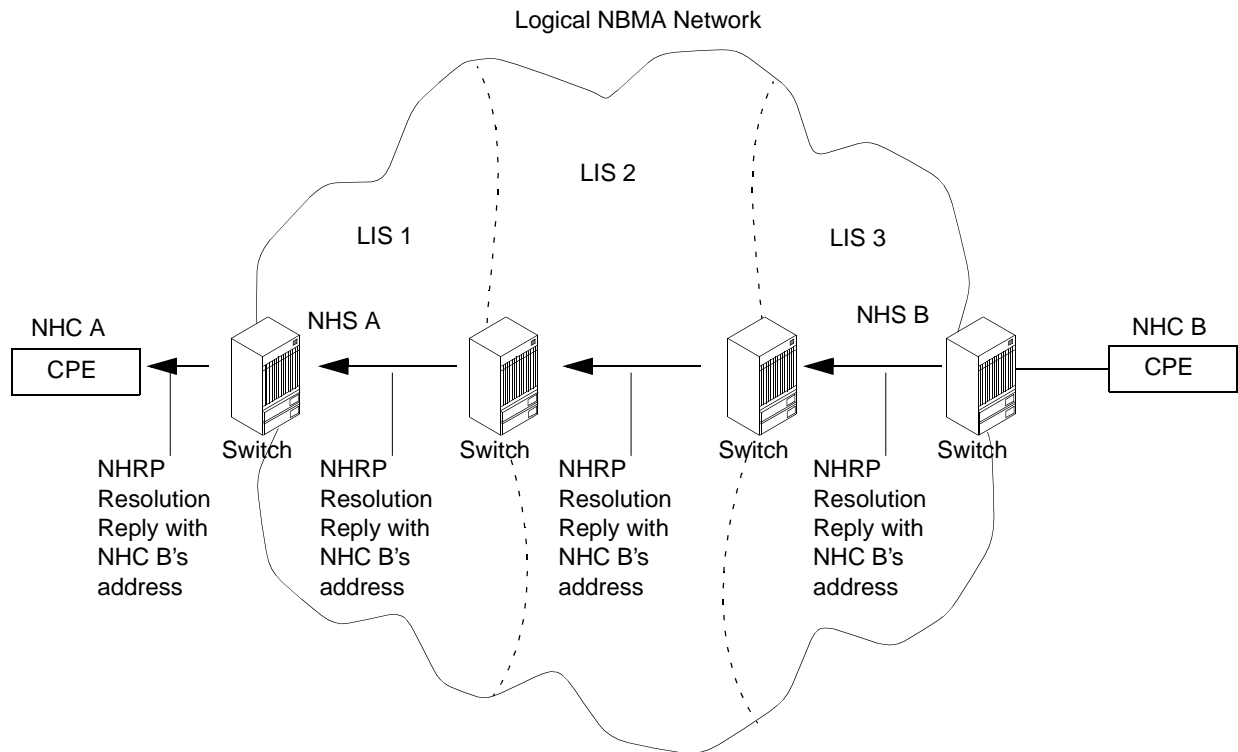 Logical NBMA Network
LIS 2
LIS 1
LIS 3
NHC A
CPE
NHS A
NHS B
NHC B
CPE
Switch
Switch
Switch
Switch
NHRP
Resolution
Reply with
NHC B’s
address
NHRP
Resolution
Reply with
NHC B’s
address
NHRP
Resolution
Reply with
NHC B’s
address
NHRP
Resolution
Reply with
NHC B’s
address